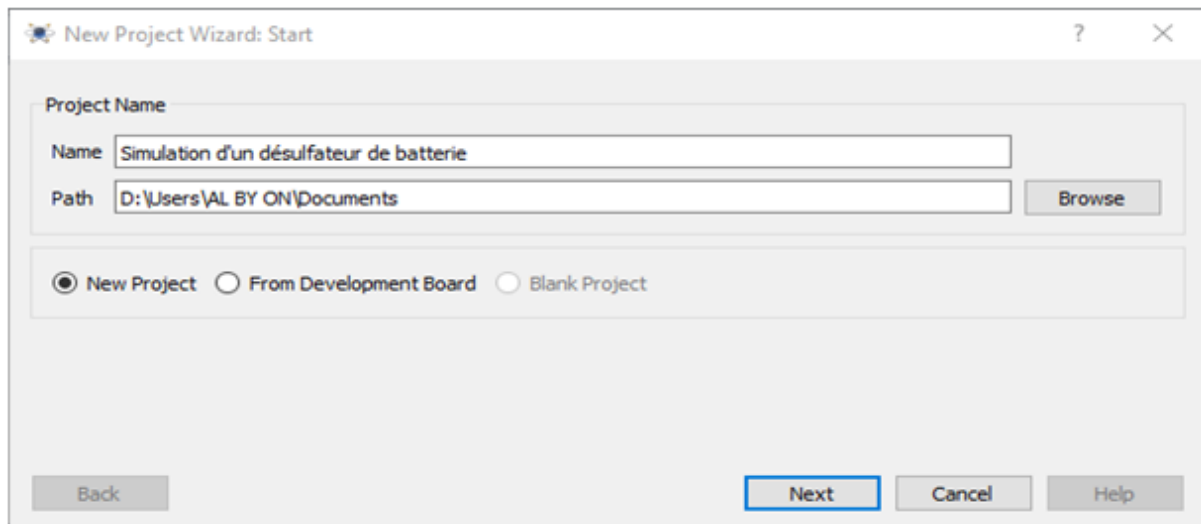 New Project Wizard: Start ?
Project Name
Name Simulation d'un désulfateur de batterie
Path D:\Users\AL BY ON\Documents Browse
New Project From Development Board Blank Project
Back Next Cancel Help